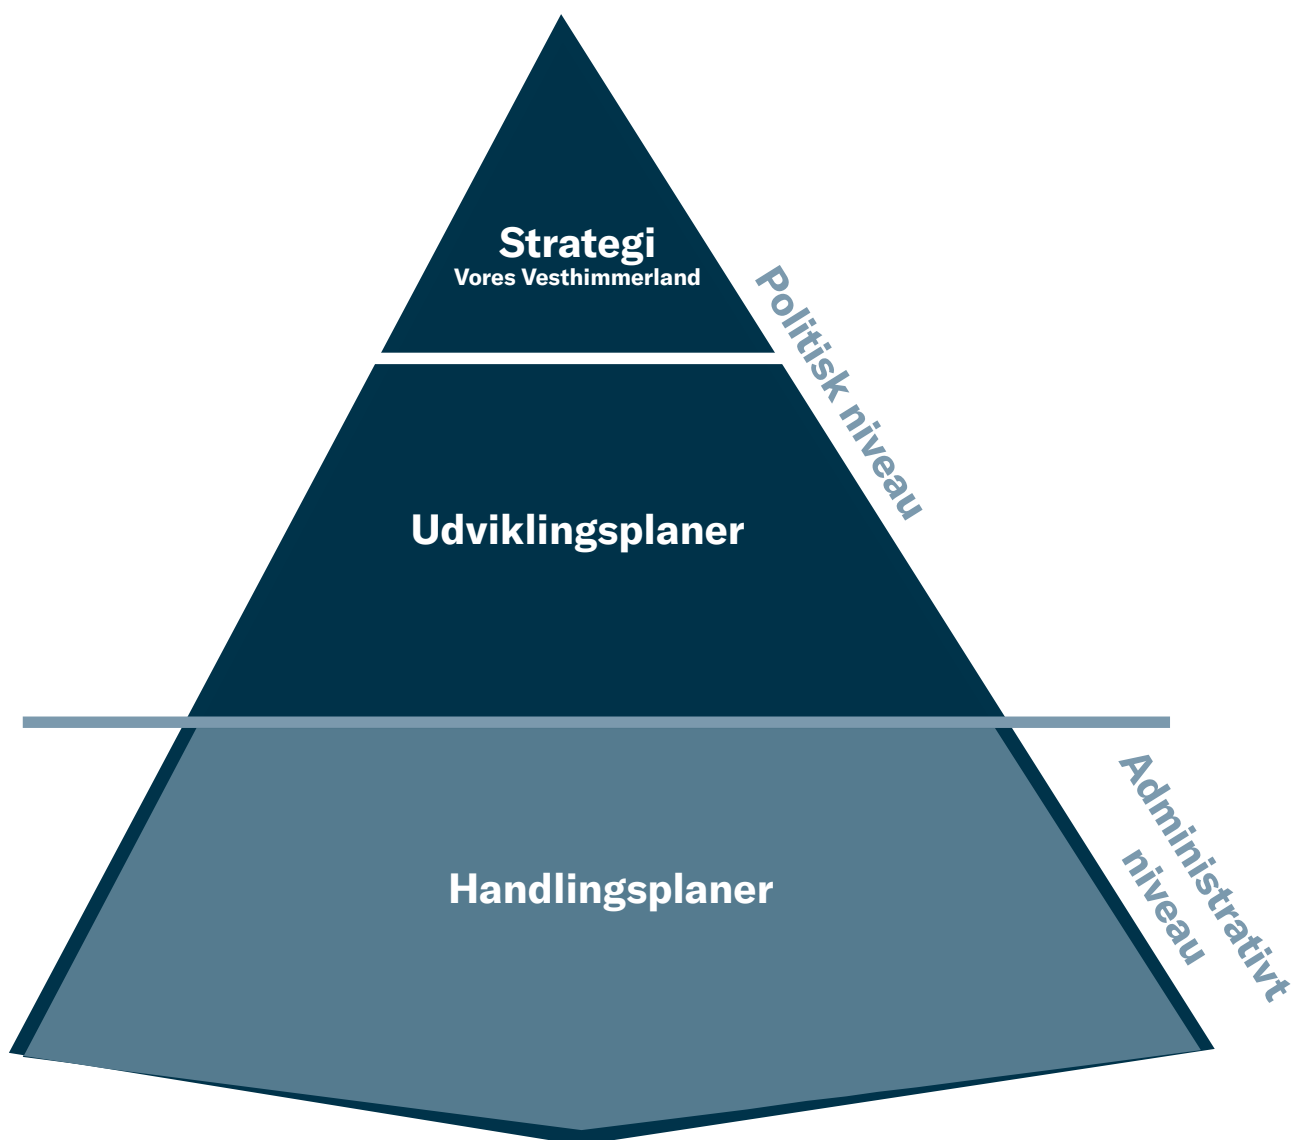 Strategi
Vores Vesthimmerland
Politisk niveau
Udviklingsplaner
Administrativt
niveau
Handlingsplaner